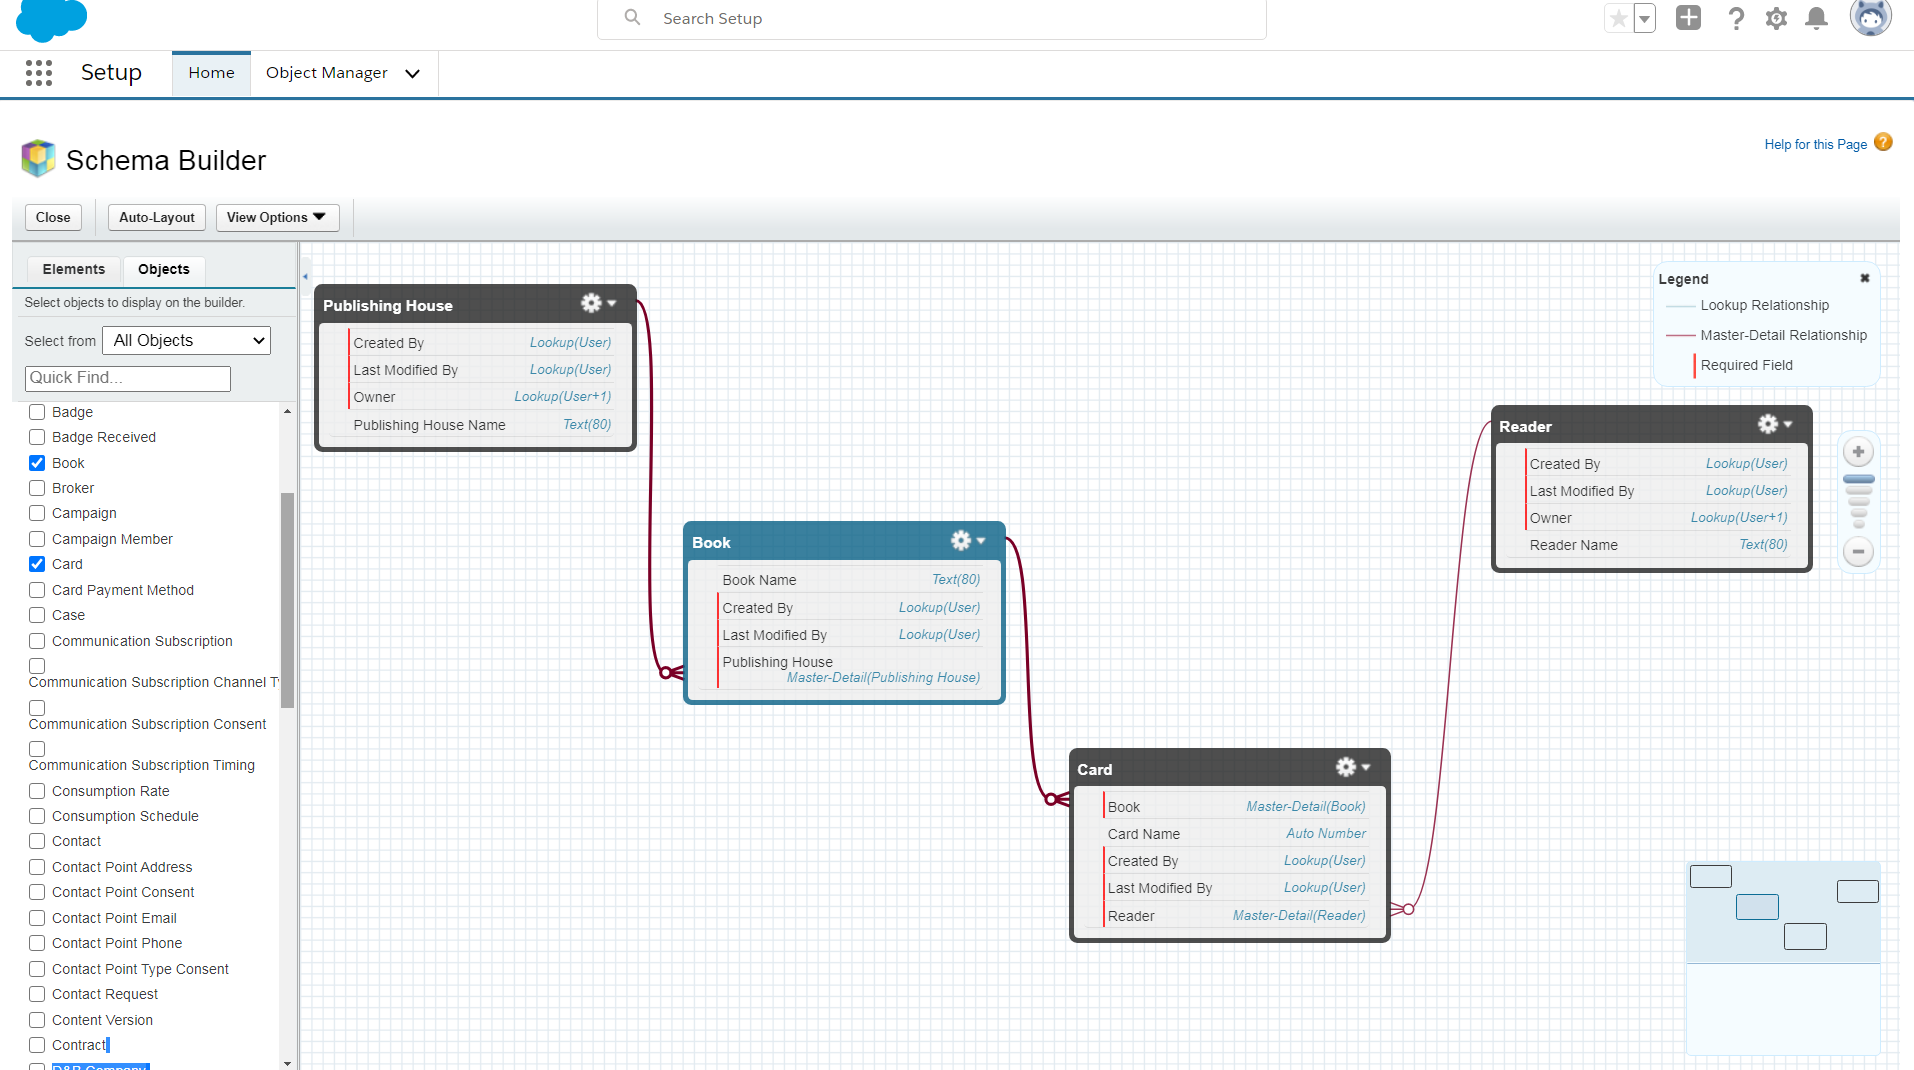 Search Setup
Setup
Home
Object Manager
Schema Builder
Help for this Page
Close
Auto-Layout
View Options
Elements
Objects
Select objects to display on the builder.
Select from
All Objects
Quick Find...
Badge
Badge Received
Book
Broker
Campaign
Campaign Member
Card
Card Payment Method
Case
Communication Subscription
Communication Subscription Channel T
Communication Subscription Consent
Communication Subscription Timing
Consumption Rate
Consumption Schedule
Contact
Contact Point Address
Contact Point Consent
Contact Point Email
Contact Point Phone
Contact Point Type Consent
Contact Request
Content Version
Contract
D&B Company
Publishing House
Created By Lookup(User)
Last Modified By Lookup(User)
Owner Lookup(User+1)
Publishing House Name Text(80)
Book
Book Name Text(80)
Created By Lookup(User)
Last Modified By Lookup(User)
Publishing House
Master-Detail(Publishing House)
Card
Book Master-Detail(Book)
Card Name Auto Number
Created By Lookup(User)
Last Modified By Lookup(User)
Reader Master-Detail(Reader)
Legend
Lookup Relationship
Master-Detail Relationship
Required Field
Reader
Created By Lookup(User)
Last Modified By Lookup(User)
Owner Lookup(User+1)
Reader Name Text(80)